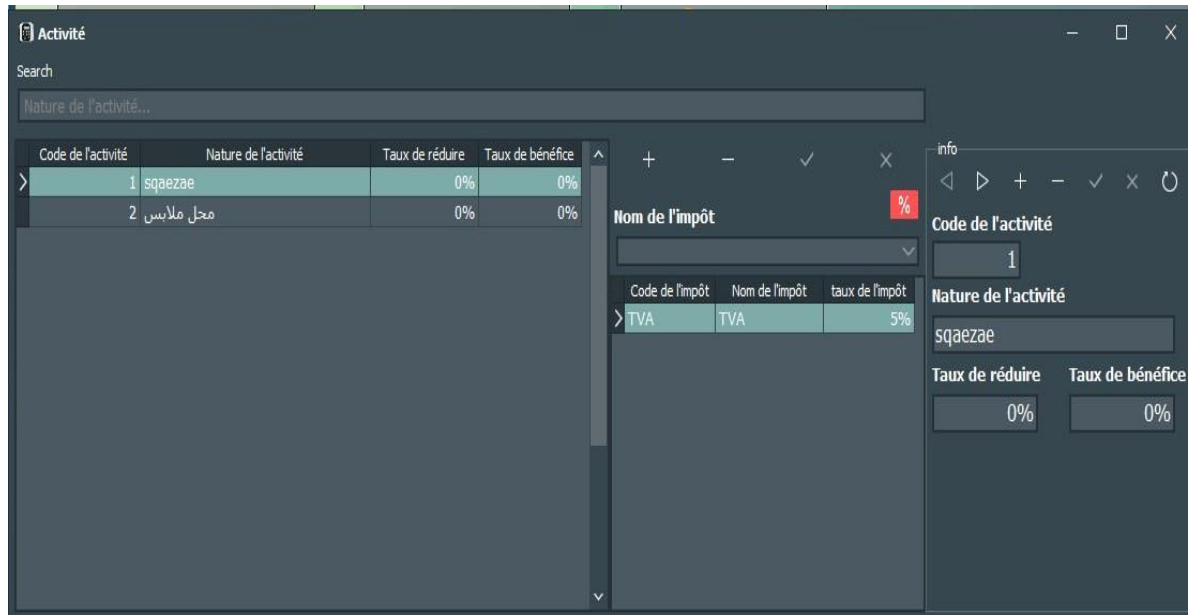 Activité
Search
Nature de l'activité...
Code de l'activité Nature de l'activité Taux de réduire Taux de bénéfice
1 sqaezae 0% 0%
2 محل ملابس 0% 0%
%
Nom de l'impôt
Code de l'impôt Nom de l'impôt taux de l'impôt
TVA TVA 5%
info
Code de l'activité
1
Nature de l'activité
sqaezae
Taux de réduire Taux de bénéfice
0% 0%